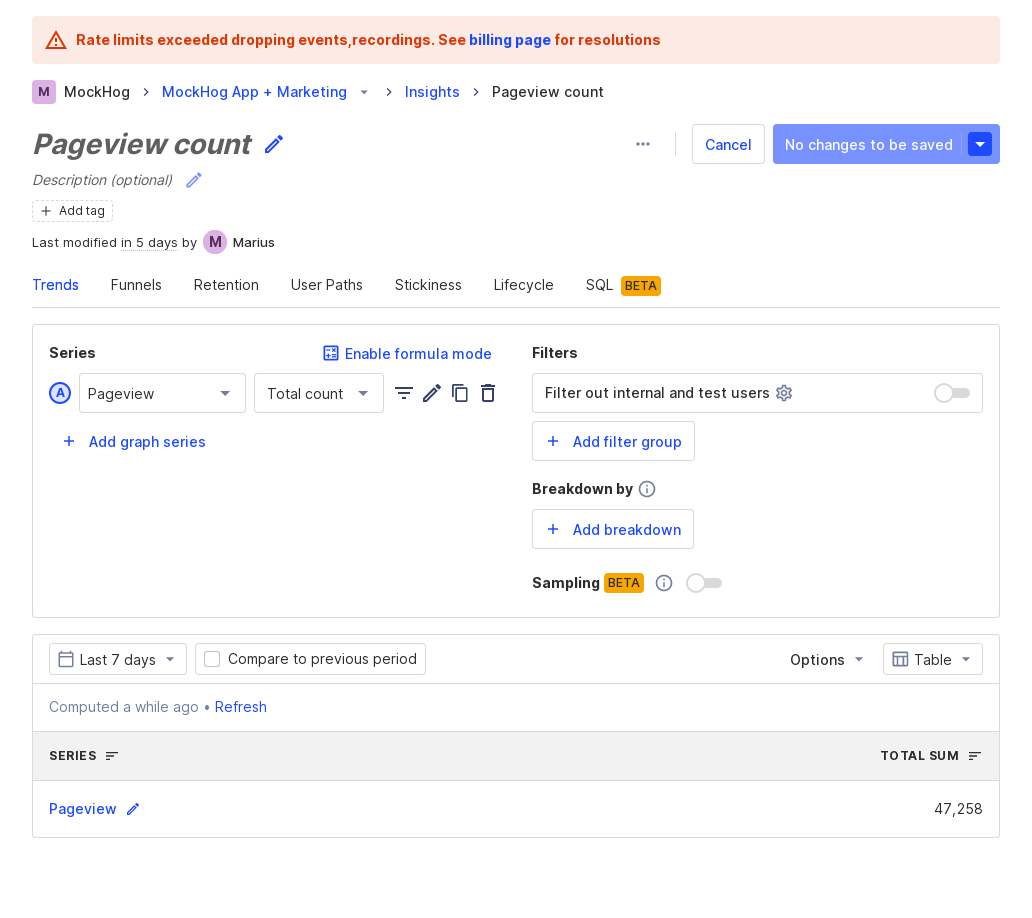 Rate limits exceeded dropping events,recordings. See billing page for resolutions
M MockHog MockHog App + Marketing Insights Pageview count
Pageview count
Cancel No changes to be saved
Description (optional)
Add tag
Last modified in 5 days by M Marius
Trends Funnels Retention User Paths Stickiness Lifecycle SQL BETA
Series Enable formula mode
A Pageview Total count
Add graph series
Filters
Filter out internal and test users
Add filter group
Breakdown by
Add breakdown
Sampling BETA
Last 7 days Compare to previous period Options Table
Computed a while ago • Refresh
SERIES TOTAL SUM
Pageview 47,258